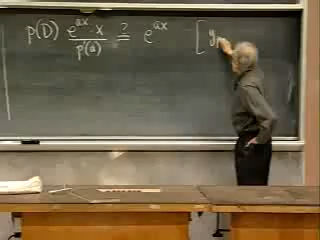 p(D) e^{ax} · x / p(a) ≟ e^{ax} [ y